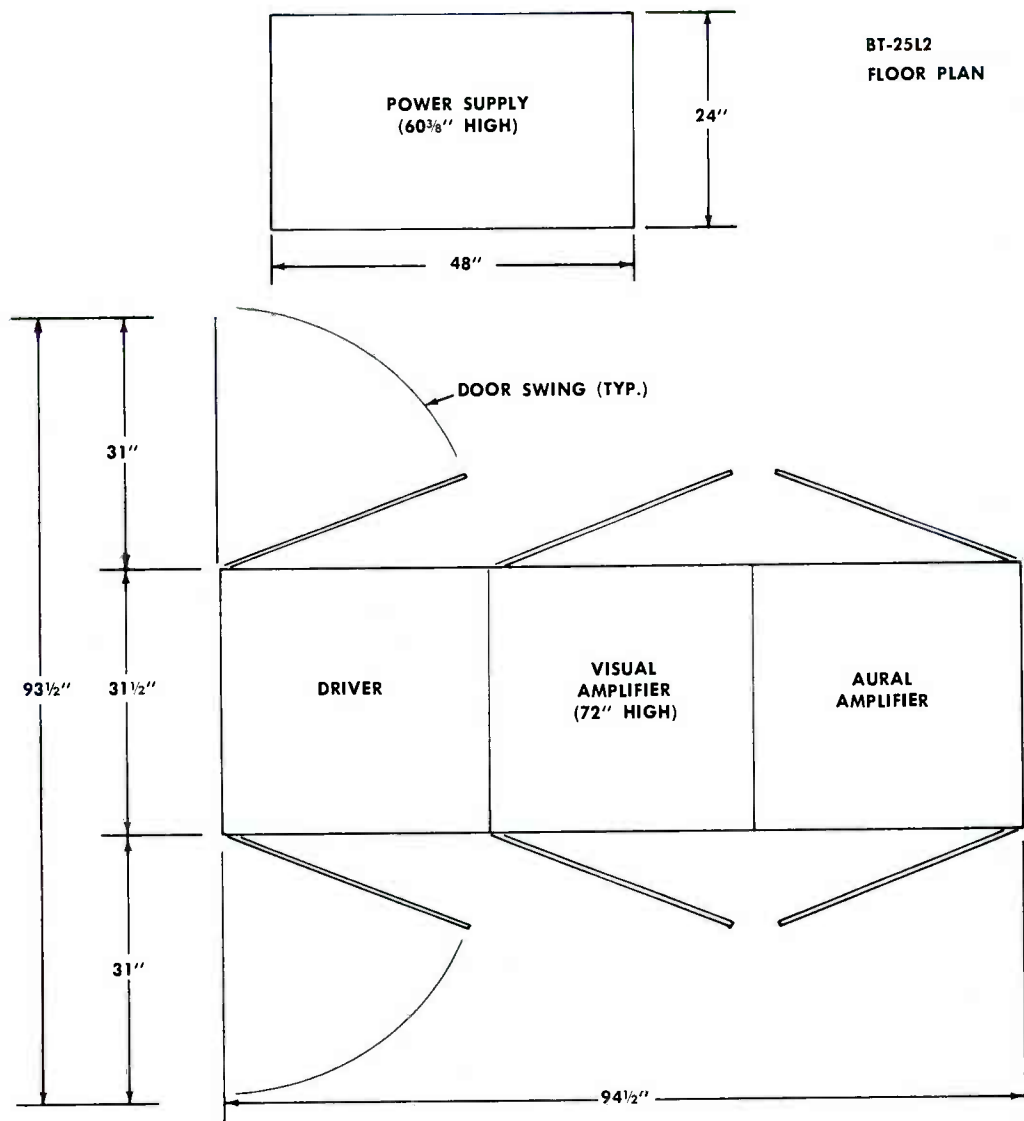 BT-25L2
FLOOR PLAN
POWER SUPPLY
(60⅜" HIGH)
24"
48"
DOOR SWING (TYP.)
31"
93½"
31½"
DRIVER
VISUAL
AMPLIFIER
(72" HIGH)
AURAL
AMPLIFIER
31"
94½"